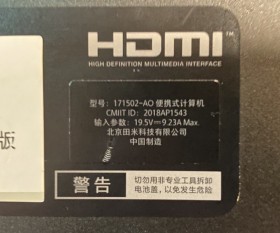 HDMI™
HIGH DEFINITION MULTIMEDIA INTERFACE
型号：171502-AO 便携式计算机
CMIIT ID：2018AP1543
输入参数：19.5V⎓9.23A Max.
北京田米科技有限公司
中国制造
版
警告
切勿用非专业工具拆卸
电池盖，以免发生危险